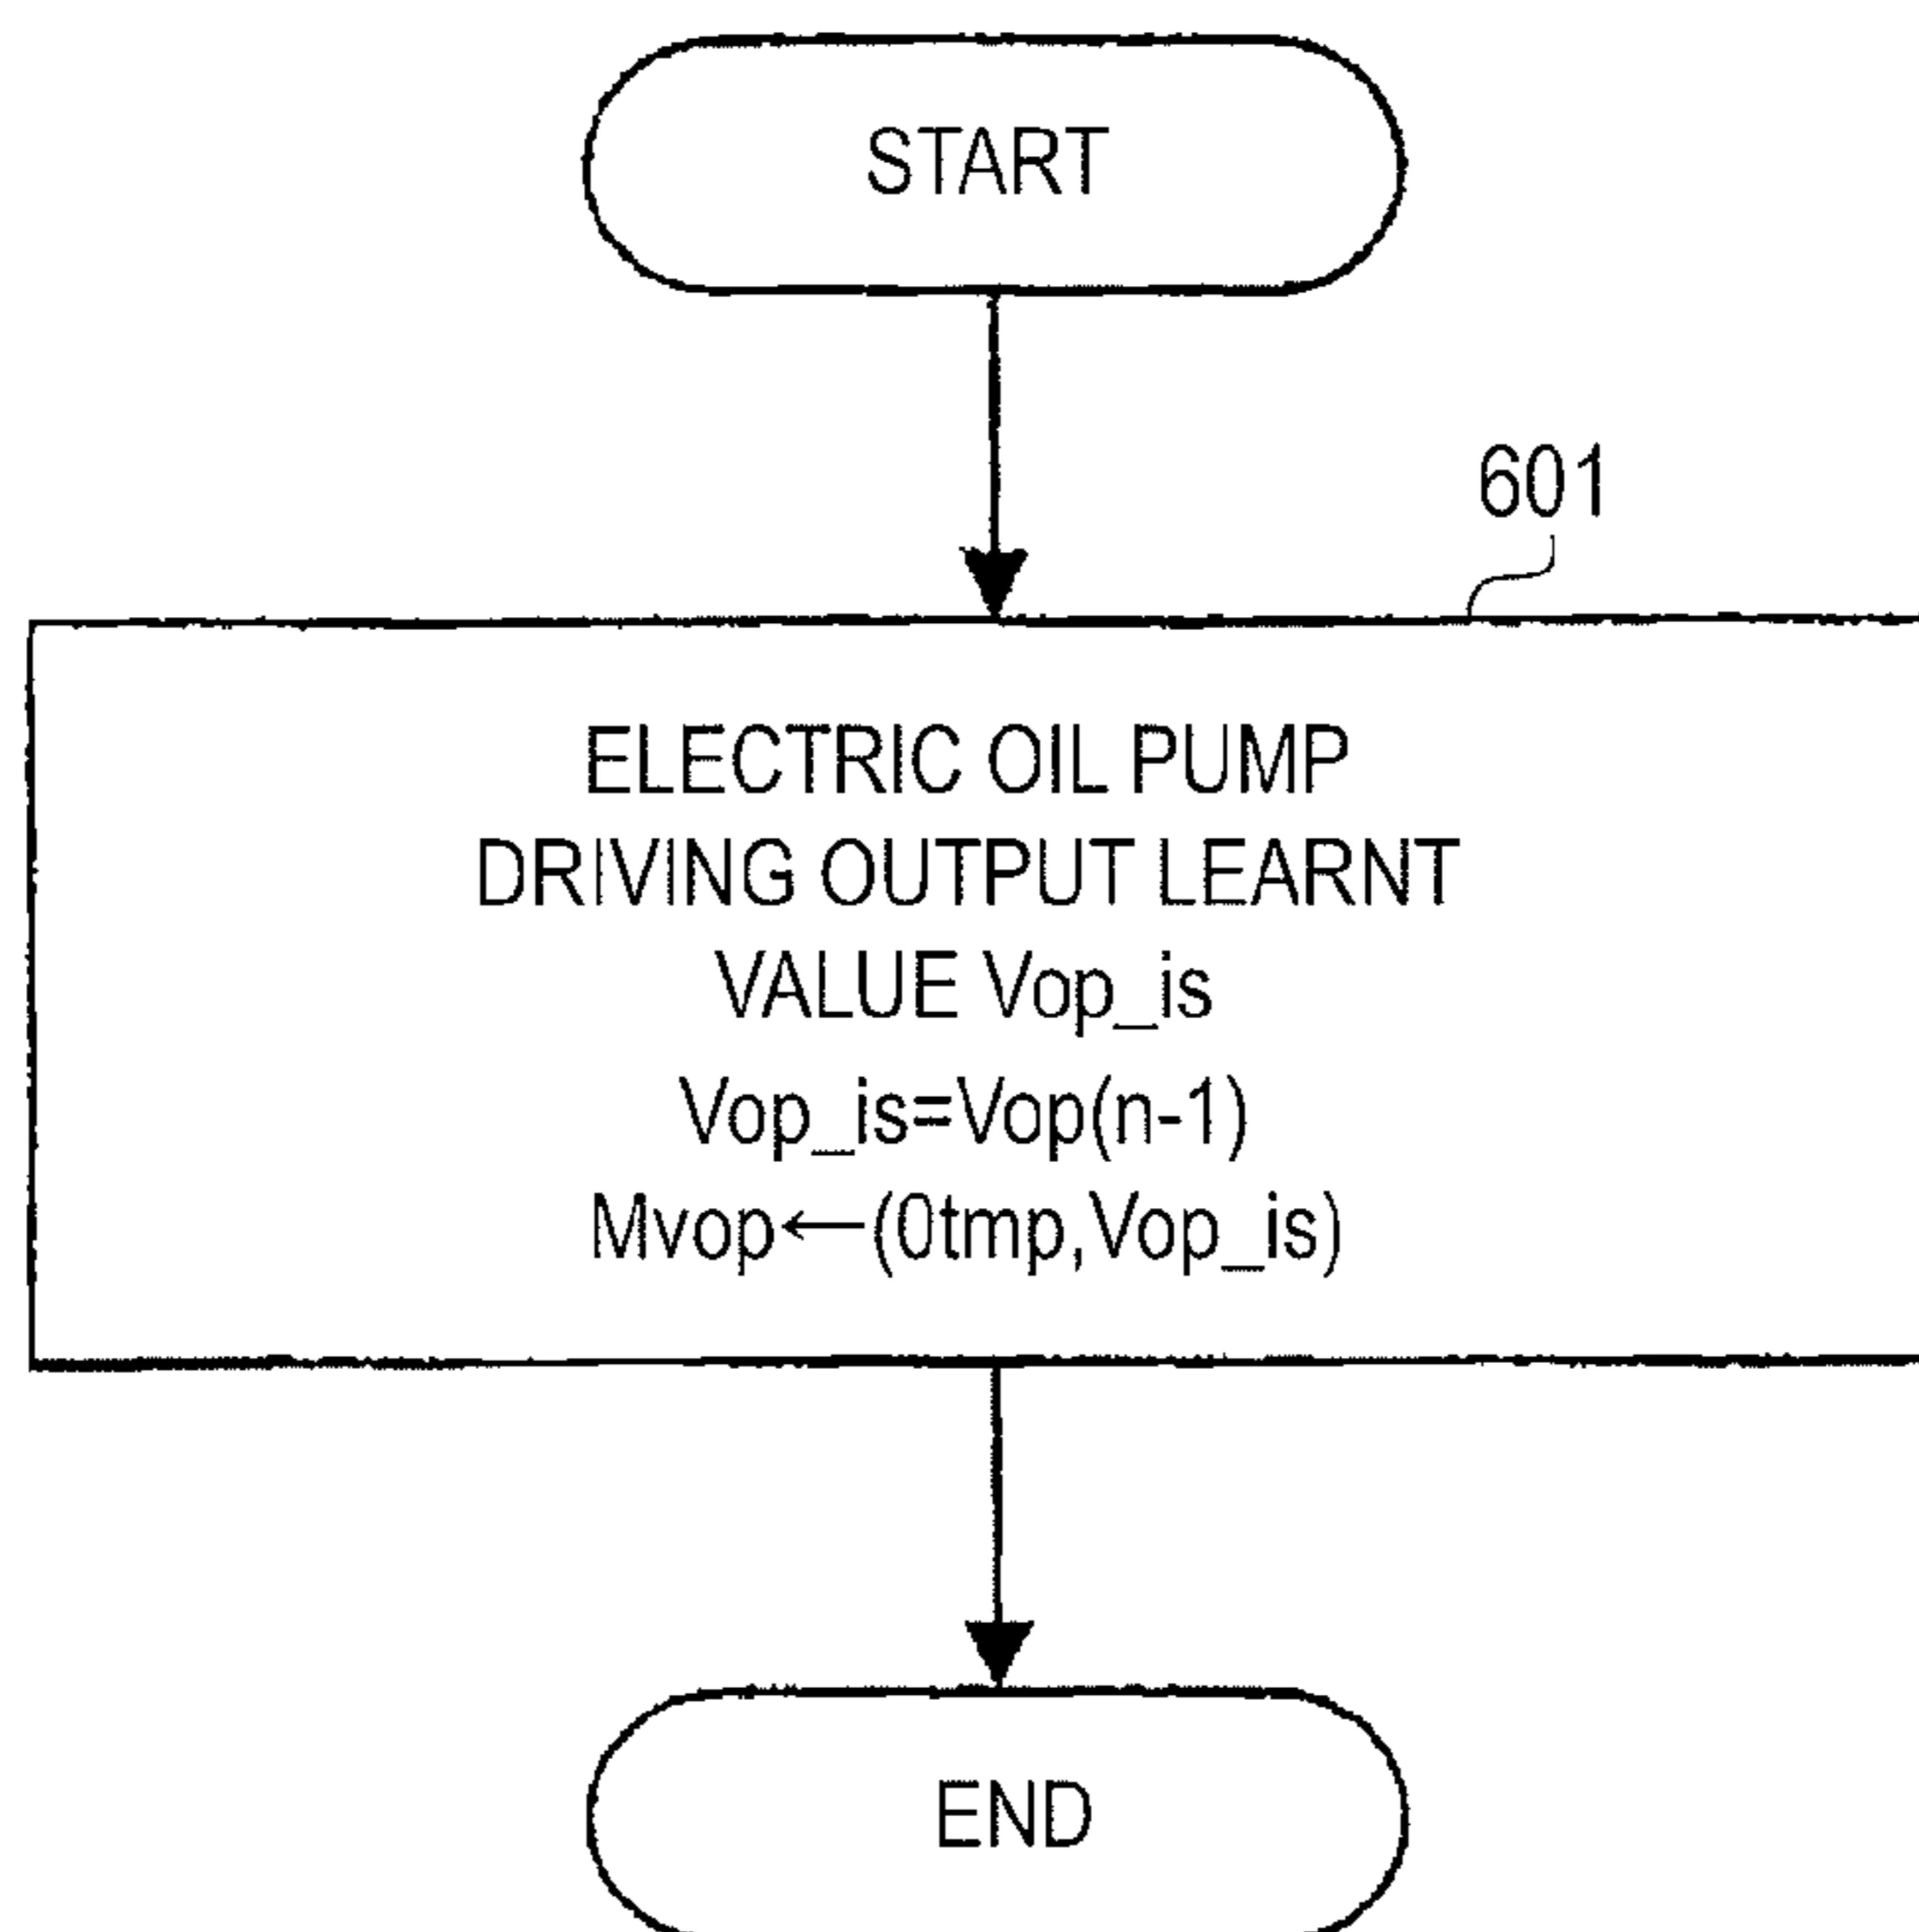 START
601
ELECTRIC OIL PUMP
DRIVING OUTPUT LEARNT
VALUE Vop_is
Vop_is=Vop(n-1)
Mvop←(0tmp,Vop_is)
END